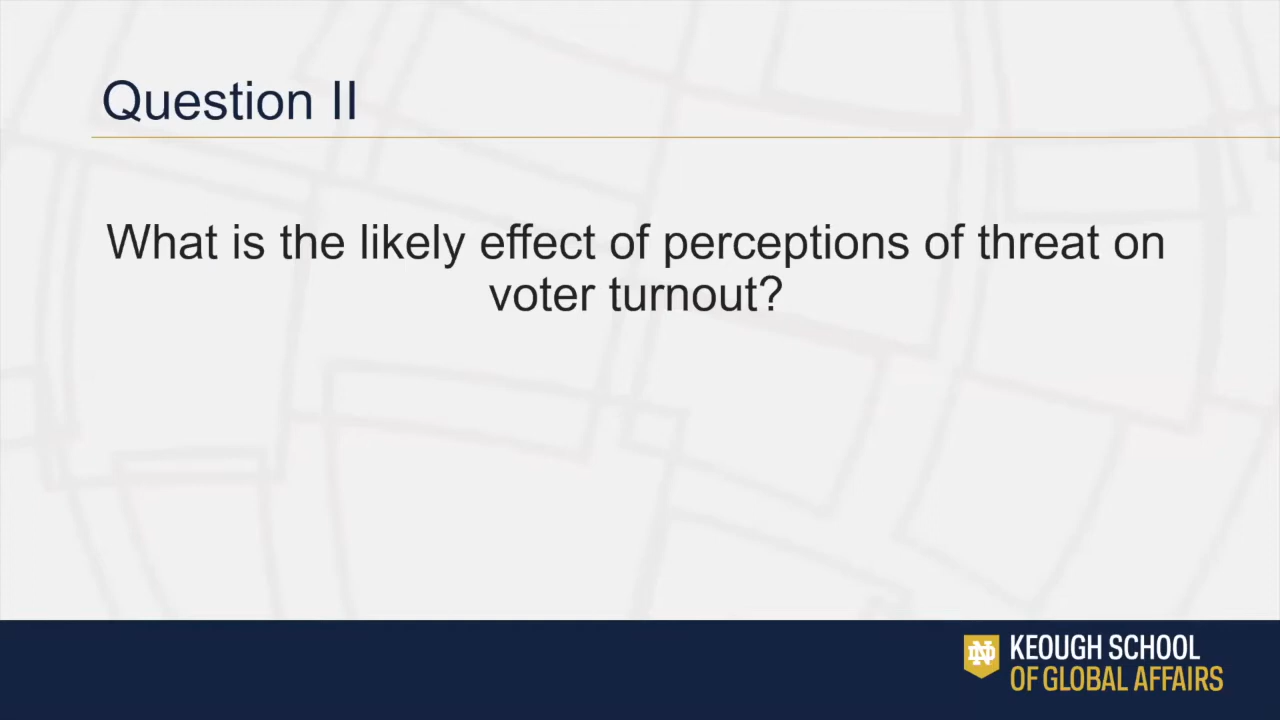 Question II
What is the likely effect of perceptions of threat on
voter turnout?
ND
KEOUGH SCHOOL
OF GLOBAL AFFAIRS